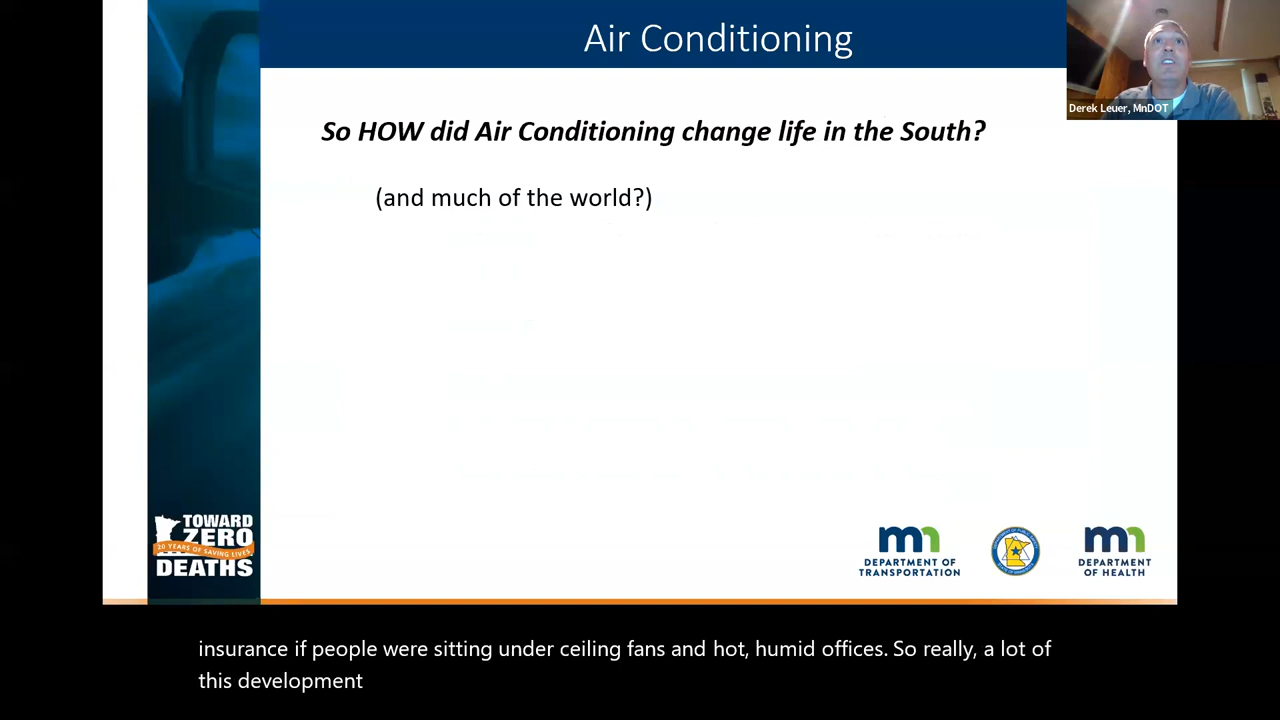 Air Conditioning
Derek Leuer, MnDOT
So HOW did Air Conditioning change life in the South?
(and much of the world?)
TOWARD
ZERO
20 YEARS OF SAVING LIVES
DEATHS
mn
DEPARTMENT OF
TRANSPORTATION
mn
DEPARTMENT
OF HEALTH
insurance if people were sitting under ceiling fans and hot, humid offices. So really, a lot of
this development